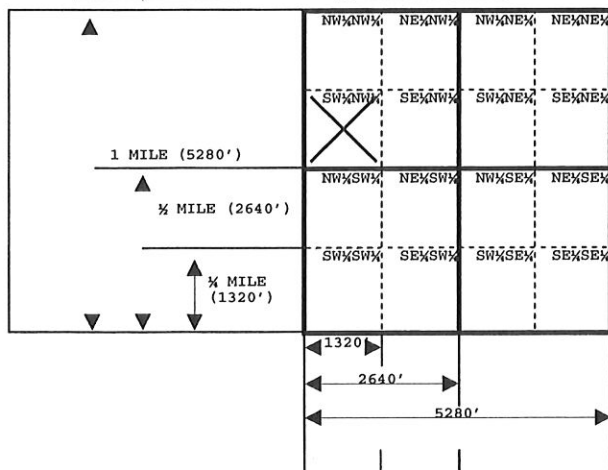 NW¼NW¼ NE¼NW¼ NW¼NE¼ NE¼NE¼
SW¼NW¼ SE¼NW¼ SW¼NE¼ SE¼NE¼
1 MILE (5280')
NW¼SW¼ NE¼SW¼ NW¼SE¼ NE¼SE¼
½ MILE (2640')
SW¼SW¼ SE¼SW¼ SW¼SE¼ SE¼SE¼
¼ MILE
(1320')
1320'
2640'
5280'